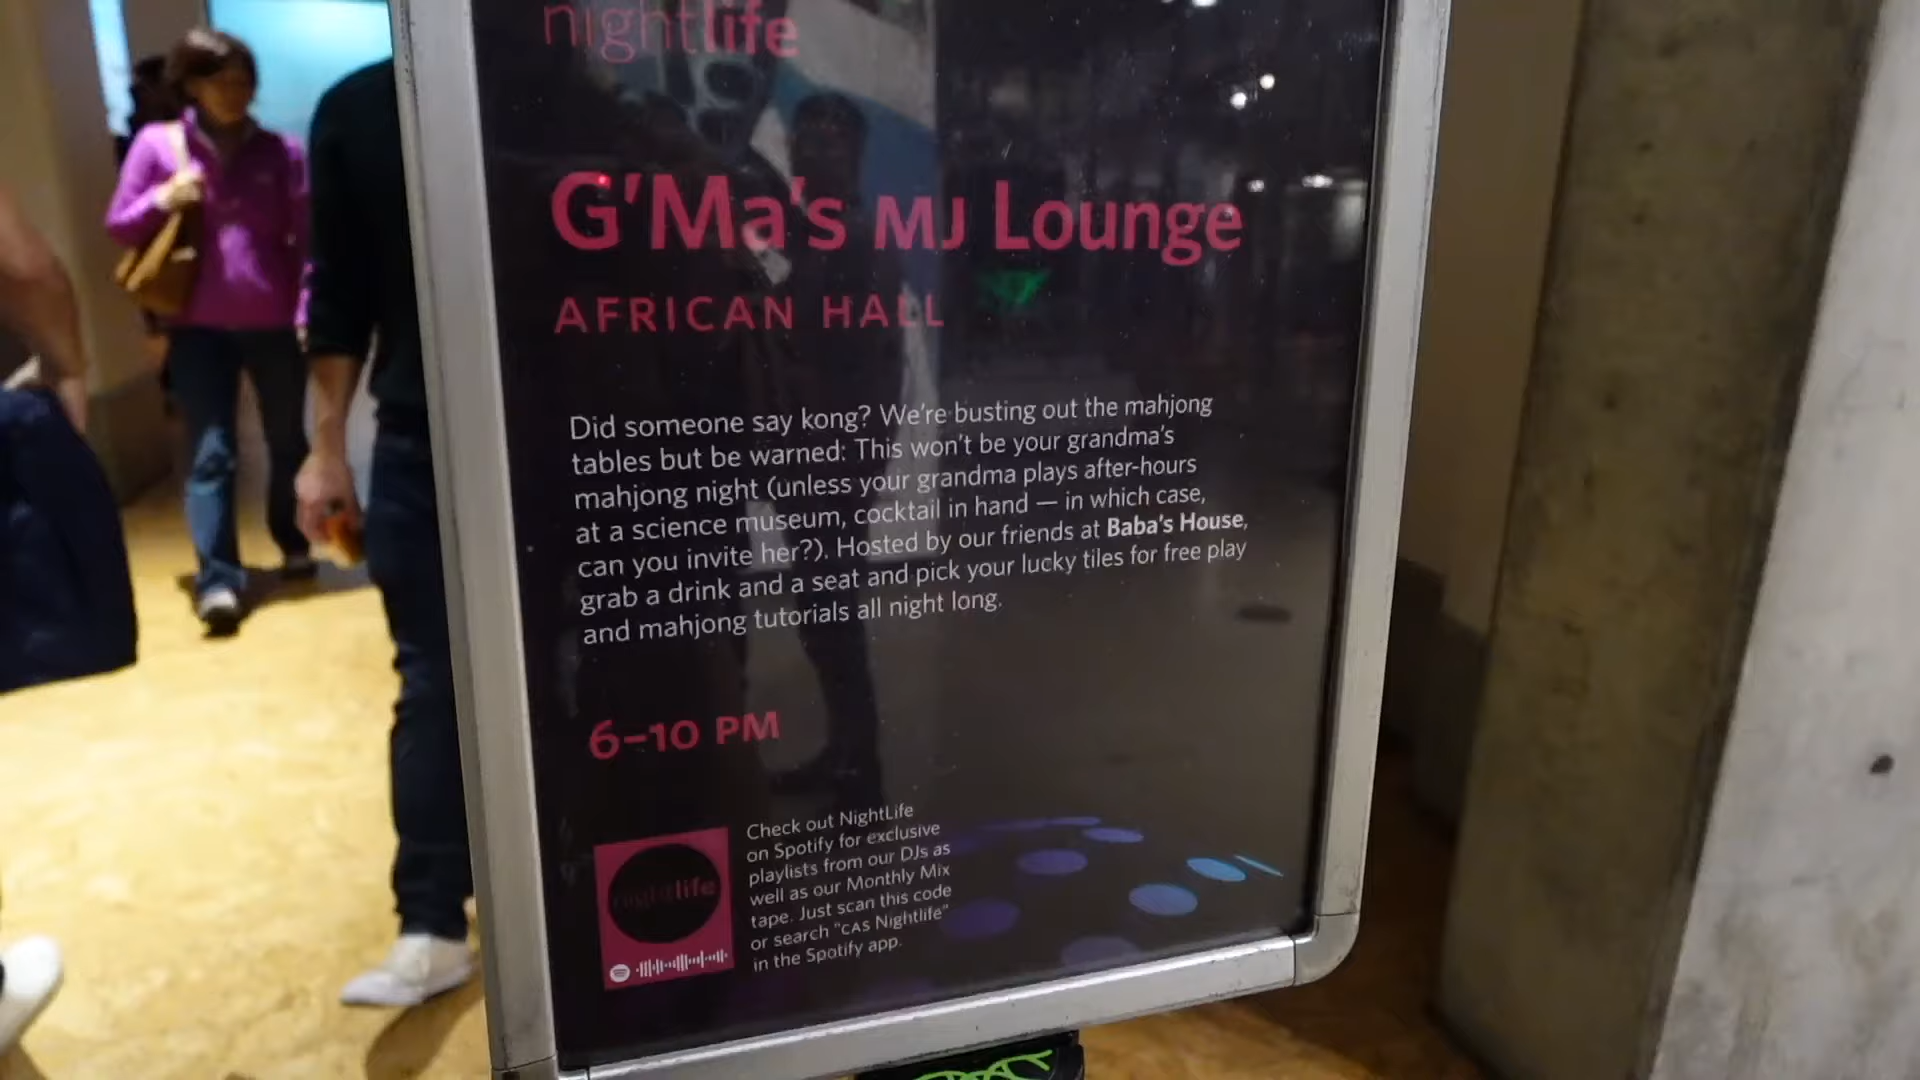 nightlife
G'Ma's MJ Lounge
AFRICAN HALL
Did someone say kong? We're busting out the mahjong
tables but be warned: This won't be your grandma's
mahjong night (unless your grandma plays after-hours
at a science museum, cocktail in hand — in which case,
can you invite her?). Hosted by our friends at Baba's House,
grab a drink and a seat and pick your lucky tiles for free play
and mahjong tutorials all night long.
6–10 PM
nightlife
Check out NightLife
on Spotify for exclusive
playlists from our DJs as
well as our Monthly Mix
tape. Just scan this code
or search "CAS Nightlife"
in the Spotify app.